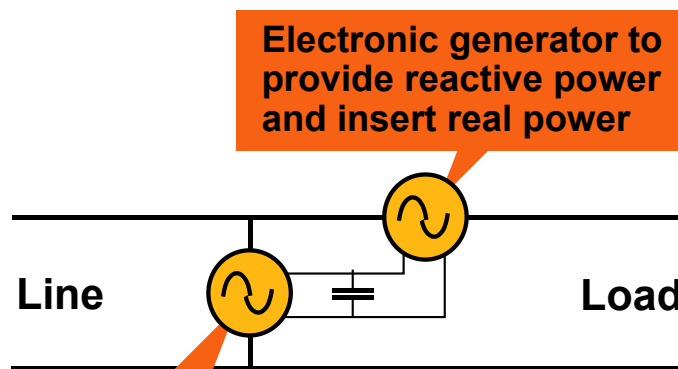 Electronic generator to
provide reactive power
and insert real power
Line
Load